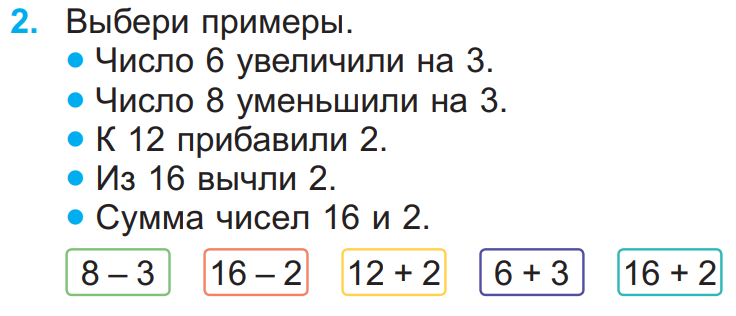 2. Выбери примеры.
• Число 6 увеличили на 3.
• Число 8 уменьшили на 3.
• К 12 прибавили 2.
• Из 16 вычли 2.
• Сумма чисел 16 и 2.
8 – 3 16 – 2 12 + 2 6 + 3 16 + 2